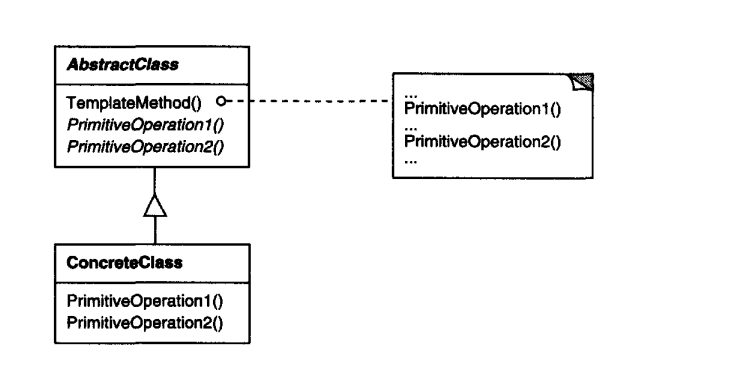 AbstractClass
TemplateMethod()
PrimitiveOperation1()
PrimitiveOperation2()
...
PrimitiveOperation1()
...
PrimitiveOperation2()
...
ConcreteClass
PrimitiveOperation1()
PrimitiveOperation2()